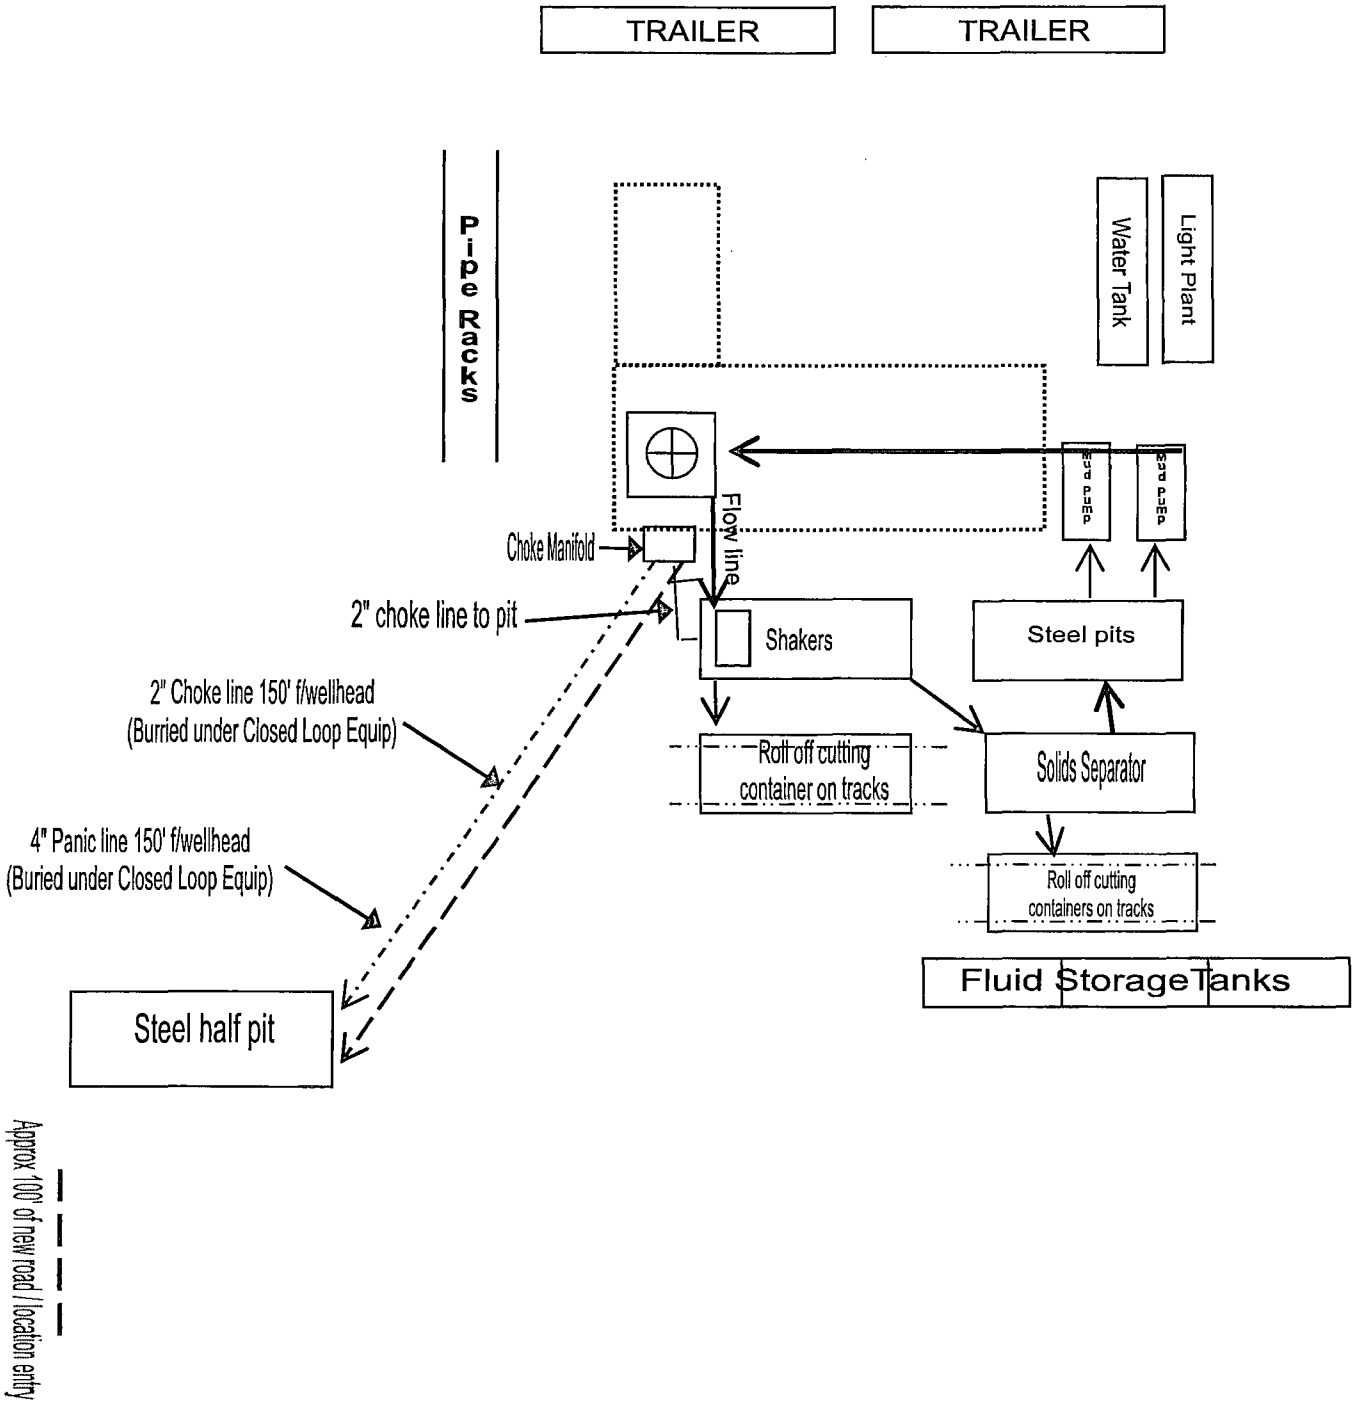 TRAILER
TRAILER
Pipe Racks
Water Tank
Light Plant
Mud pump
Mud pump
Flow line
Choke Manifold
2" choke line to pit
Shakers
Steel pits
2" Choke line 150' f/wellhead
(Burried under Closed Loop Equip)
Roll off cutting
container on tracks
Solids Separator
4" Panic line 150' f/wellhead
(Buried under Closed Loop Equip)
Roll off cutting
containers on tracks
Fluid StorageTanks
Steel half pit
Approx 100' of new road / location entry